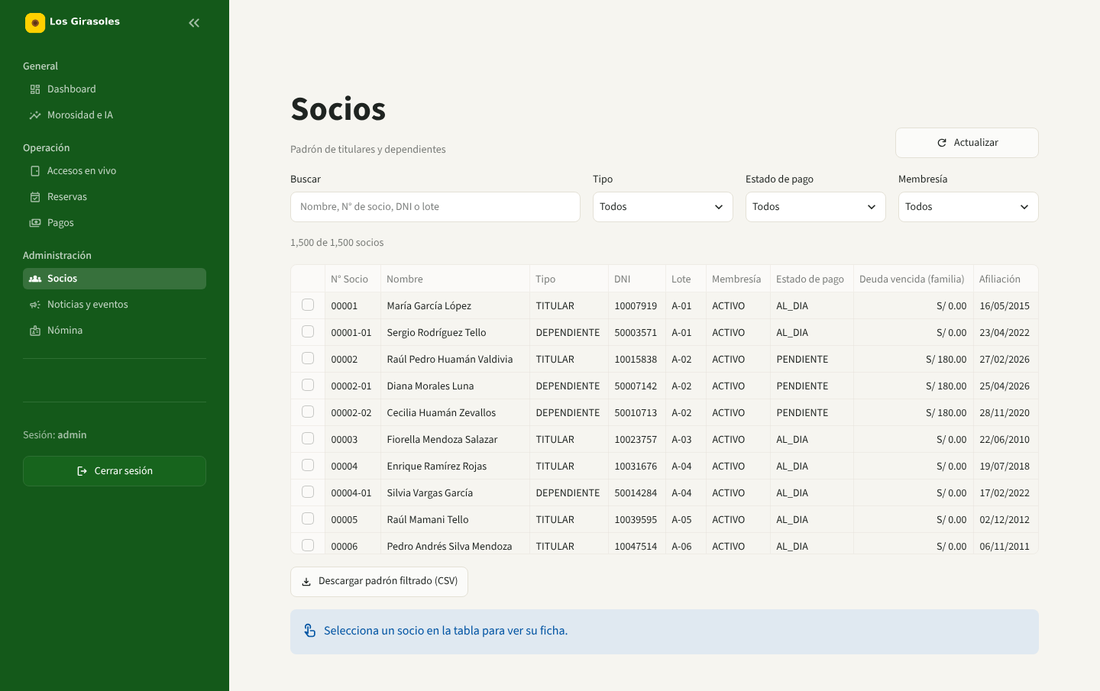 Los Girasoles
General
Dashboard
Morosidad e IA
Operación
Accesos en vivo
Reservas
Pagos
Administración
Socios
Noticias y eventos
Nómina
Sesión: admin
Cerrar sesión
Socios
Padrón de titulares y dependientes
Actualizar
Buscar Tipo Estado de pago Membresía
Nombre, N° de socio, DNI o lote Todos Todos Todos
1,500 de 1,500 socios
N° Socio Nombre Tipo DNI Lote Membresía Estado de pago Deuda vencida (familia) Afiliación
00001 María García López TITULAR 10007919 A-01 ACTIVO AL_DIA S/ 0.00 16/05/2015
00001-01 Sergio Rodríguez Tello DEPENDIENTE 50003571 A-01 ACTIVO AL_DIA S/ 0.00 23/04/2022
00002 Raúl Pedro Huamán Valdivia TITULAR 10015838 A-02 ACTIVO PENDIENTE S/ 180.00 27/02/2026
00002-01 Diana Morales Luna DEPENDIENTE 50007142 A-02 ACTIVO PENDIENTE S/ 180.00 25/04/2026
00002-02 Cecilia Huamán Zevallos DEPENDIENTE 50010713 A-02 ACTIVO PENDIENTE S/ 180.00 28/11/2020
00003 Fiorella Mendoza Salazar TITULAR 10023757 A-03 ACTIVO AL_DIA S/ 0.00 22/06/2010
00004 Enrique Ramírez Rojas TITULAR 10031676 A-04 ACTIVO AL_DIA S/ 0.00 19/07/2018
00004-01 Silvia Vargas García DEPENDIENTE 50014284 A-04 ACTIVO AL_DIA S/ 0.00 17/02/2022
00005 Raúl Mamani Tello TITULAR 10039595 A-05 ACTIVO AL_DIA S/ 0.00 02/12/2012
00006 Pedro Andrés Silva Mendoza TITULAR 10047514 A-06 ACTIVO AL_DIA S/ 0.00 06/11/2011
Descargar padrón filtrado (CSV)
Selecciona un socio en la tabla para ver su ficha.